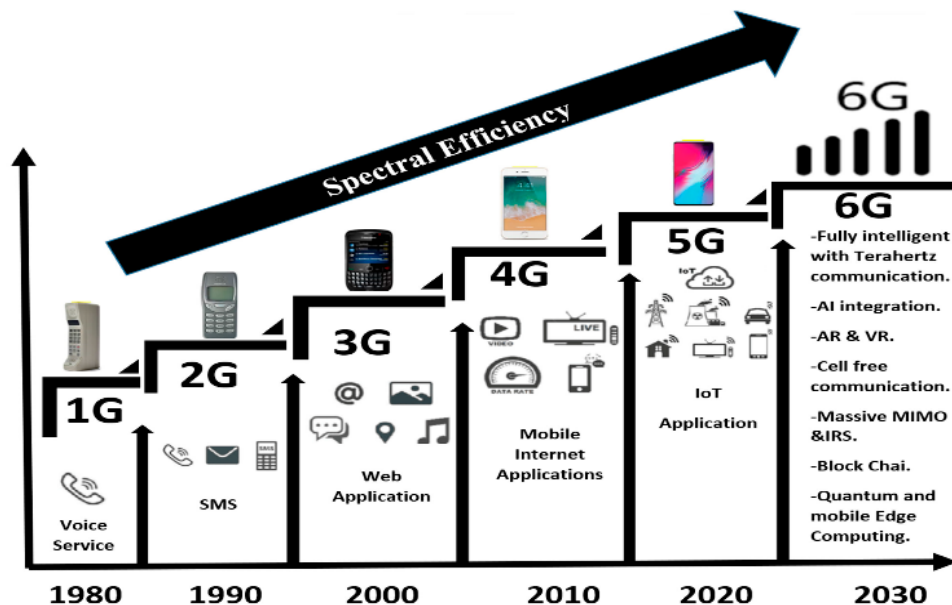 Spectral Efficiency
6G
1G
2G
3G
4G
5G
6G
Voice
Service
SMS
SMS
@
Web
Application
VIDEO
LIVE
DATA RATE
Mobile
Internet
Applications
IoT
IoT
Application
-Fully intelligent
with Terahertz
communication.
-AI integration.
-AR & VR.
-Cell free
communication.
-Massive MIMO
&IRS.
-Block Chai.
-Quantum and
mobile Edge
Computing.
1980 1990 2000 2010 2020 2030